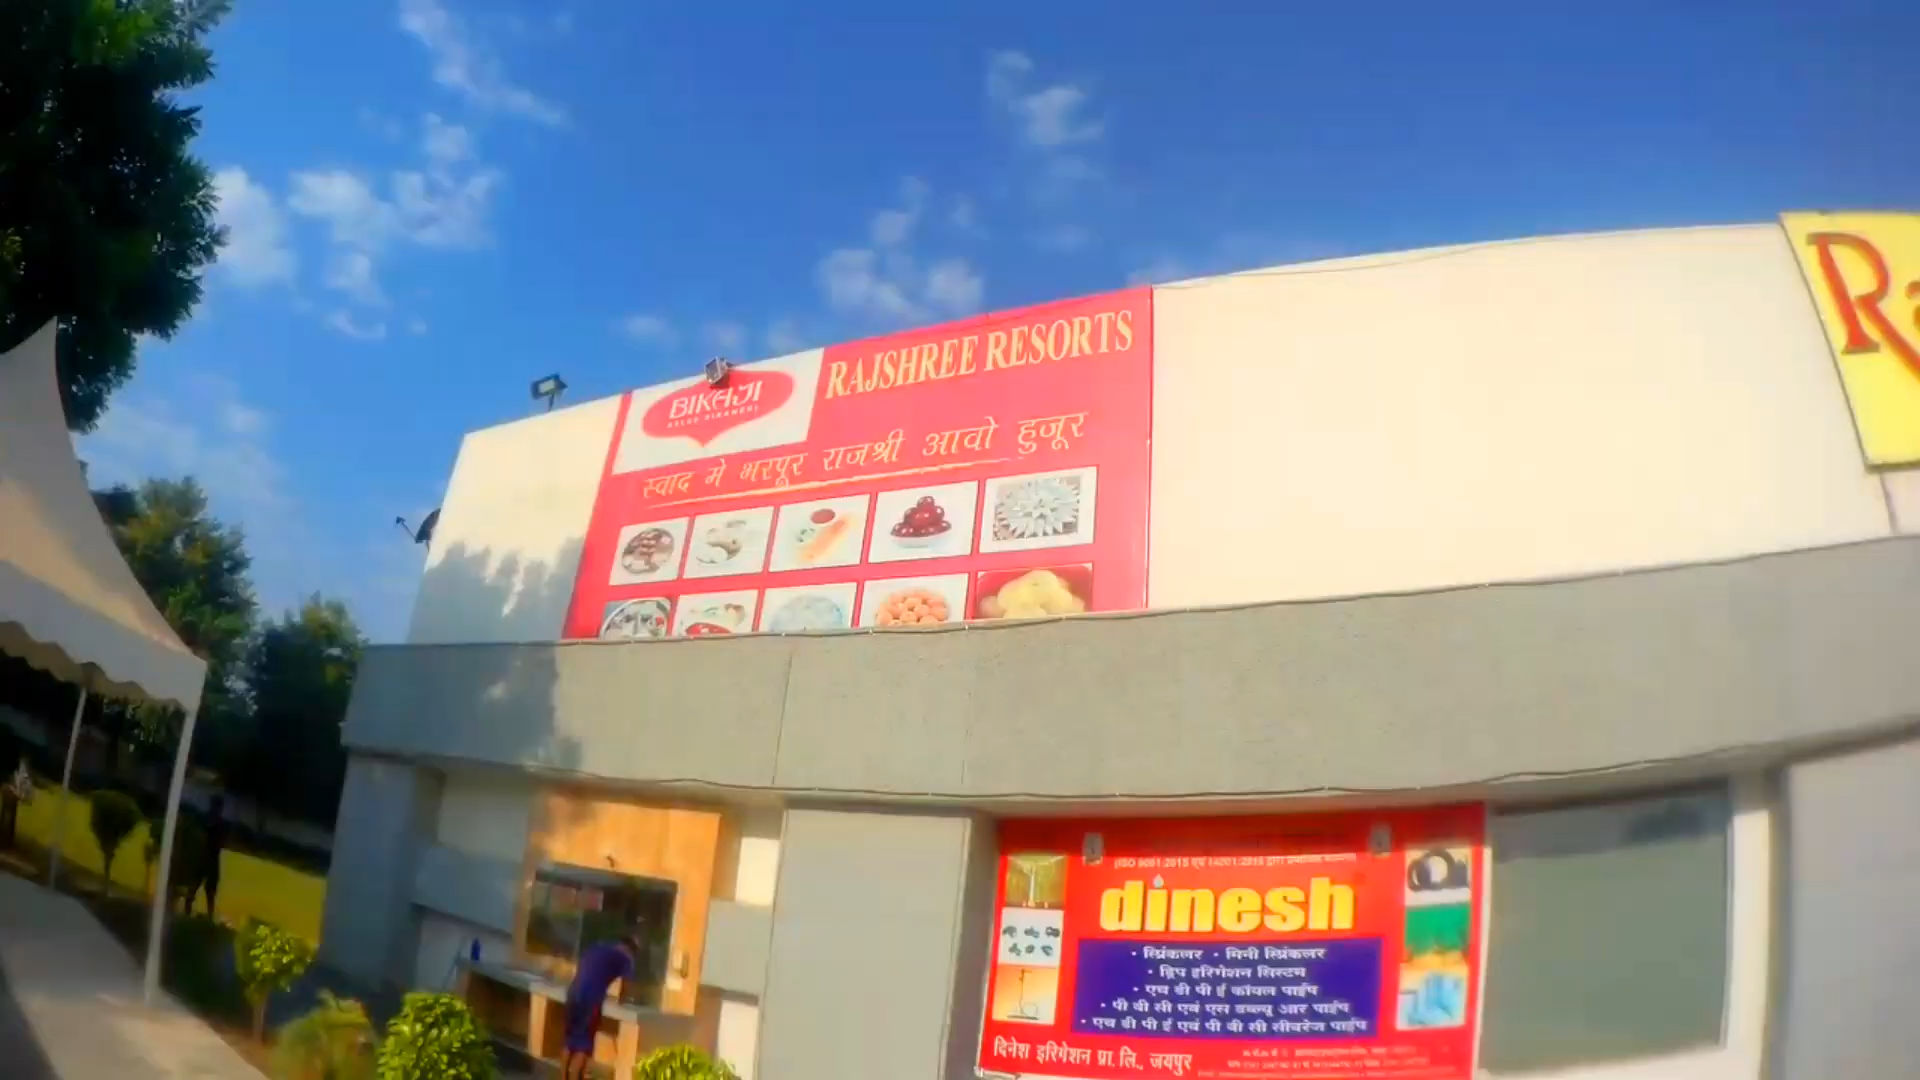 BIKAJI
RAJSHREE RESORTS
स्वाद मे भरपूर राजश्री आवो हुजूर
Ra
dinesh
• स्प्रिंकलर • मिनी स्प्रिंकलर
• ड्रिप इरिगेशन सिस्टम
• एच डी पी ई कॉयल पाईप
• पी वी सी एवं एस डब्ल्यू आर पाईप
• एच डी पी ई एवं पी वी सी सीवरेज पाईप
दिनेश इरिगेशन प्रा. लि., जयपुर